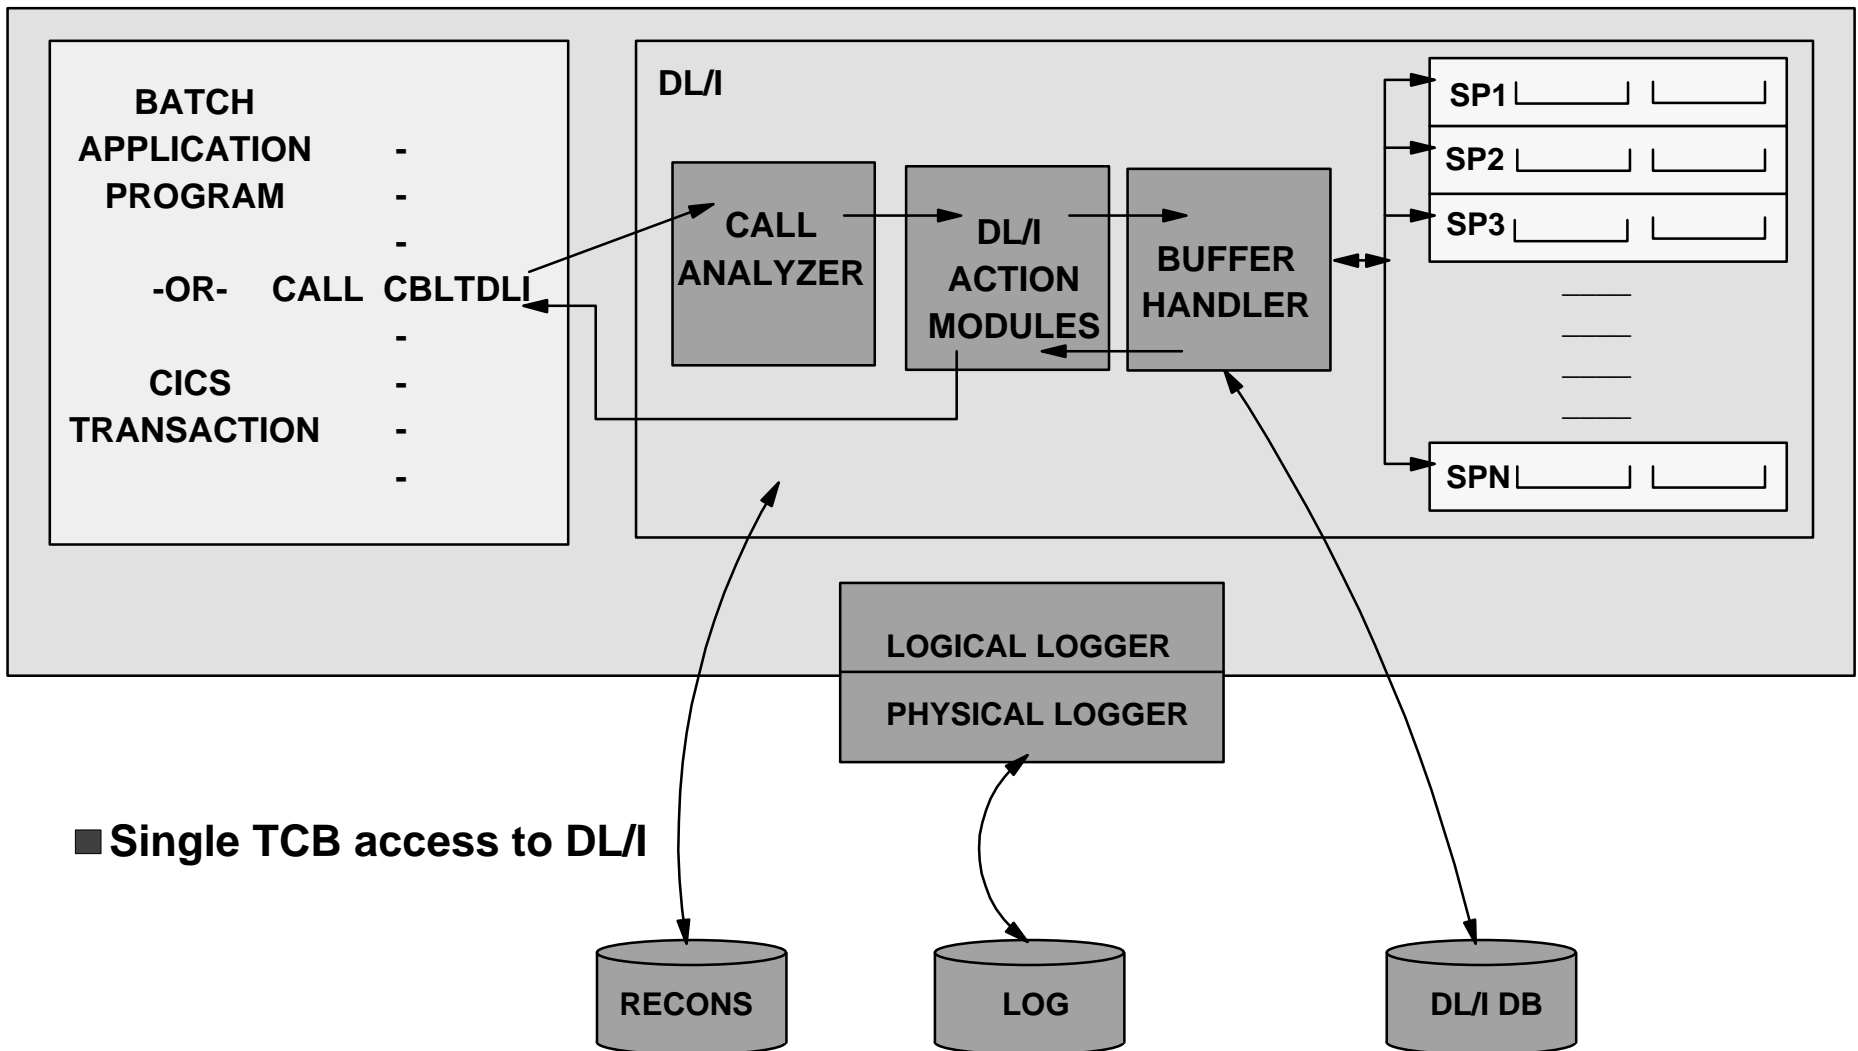 BATCH
APPLICATION -
PROGRAM -
-
-OR- CALL CBLTDLI
-
CICS -
TRANSACTION -
-
DL/I
CALL
ANALYZER
DL/I
ACTION
MODULES
BUFFER
HANDLER
SP1
SP2
SP3
SPN
LOGICAL LOGGER
PHYSICAL LOGGER
Single TCB access to DL/I
RECONS
LOG
DL/I DB